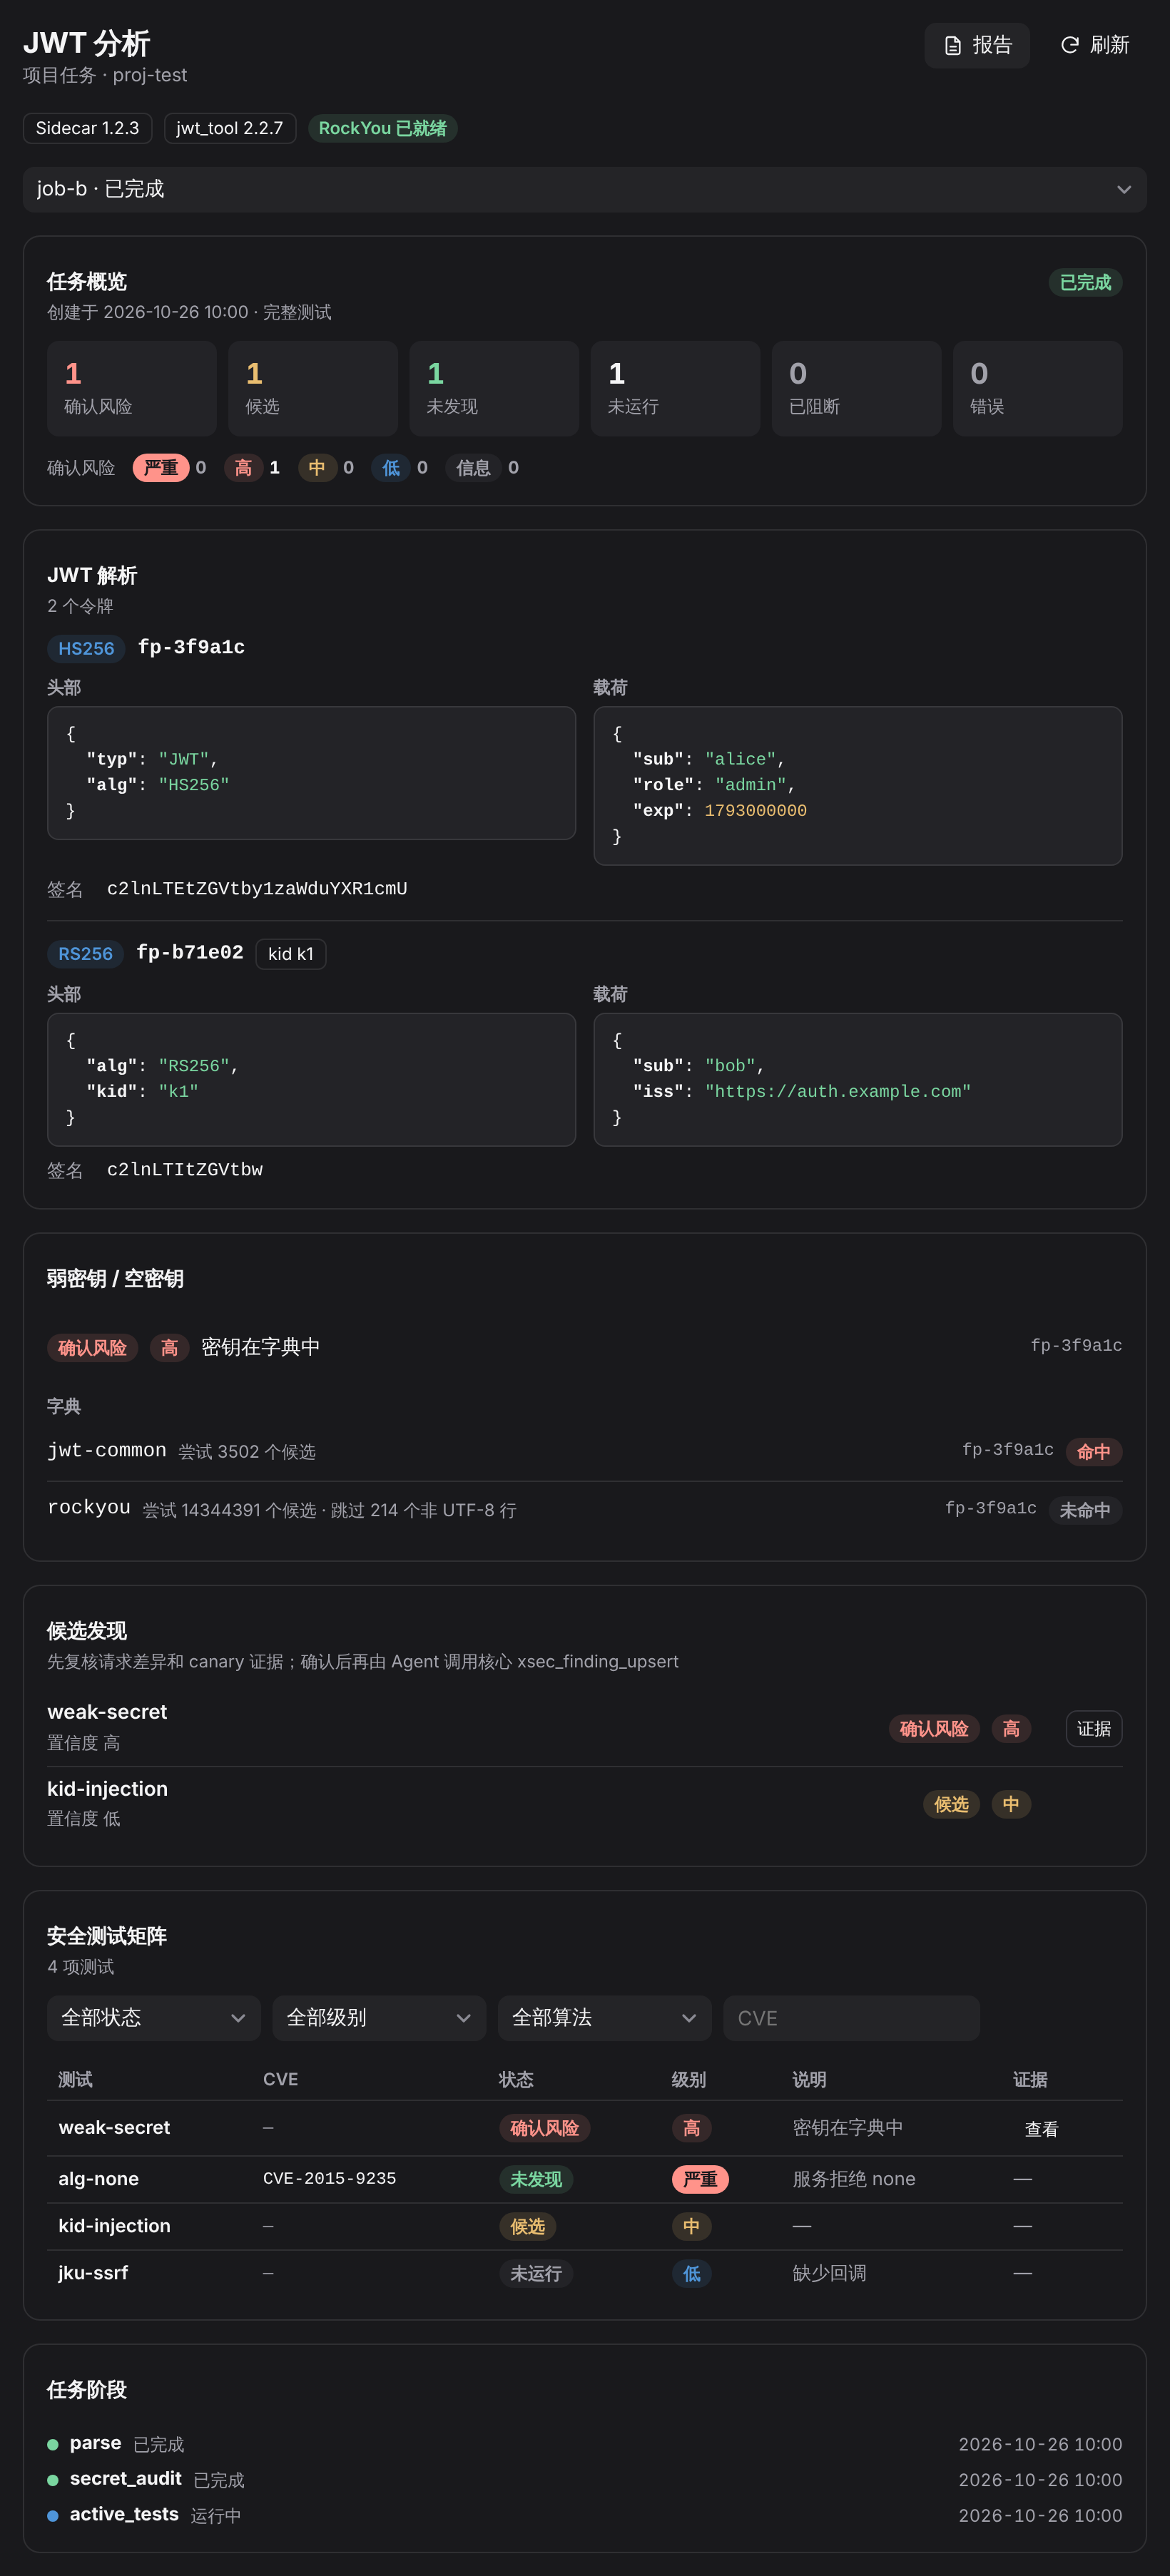 JWT 分析
报告
刷新
项目任务 · proj-test
Sidecar 1.2.3
jwt_tool 2.2.7
RockYou 已就绪
job-b · 已完成
任务概览
已完成
创建于 2026-10-26 10:00 · 完整测试
1
确认风险
1
候选
1
未发现
1
未运行
0
已阻断
0
错误
确认风险 严重 0 高 1 中 0 低 0 信息 0
JWT 解析
2 个令牌
HS256 fp-3f9a1c
头部
{
"typ": "JWT",
"alg": "HS256"
}
载荷
{
"sub": "alice",
"role": "admin",
"exp": 1793000000
}
签名 c2lnLTEtZGVtby1zaWduYXR1cmU
RS256 fp-b71e02 kid k1
头部
{
"alg": "RS256",
"kid": "k1"
}
载荷
{
"sub": "bob",
"iss": "https://auth.example.com"
}
签名 c2lnLTItZGVtbw
弱密钥 / 空密钥
确认风险 高 密钥在字典中 fp-3f9a1c
字典
jwt-common 尝试 3502 个候选 fp-3f9a1c 命中
rockyou 尝试 14344391 个候选 · 跳过 214 个非 UTF-8 行 fp-3f9a1c 未命中
候选发现
先复核请求差异和 canary 证据；确认后再由 Agent 调用核心 xsec_finding_upsert
weak-secret
置信度 高
确认风险 高 证据
kid-injection
置信度 低
候选 中
安全测试矩阵
4 项测试
全部状态 全部级别 全部算法 CVE
测试 CVE 状态 级别 说明 证据
weak-secret – 确认风险 高 密钥在字典中 查看
alg-none CVE-2015-9235 未发现 严重 服务拒绝 none —
kid-injection – 候选 中 — —
jku-ssrf – 未运行 低 缺少回调 —
任务阶段
parse 已完成 2026-10-26 10:00
secret_audit 已完成 2026-10-26 10:00
active_tests 运行中 2026-10-26 10:00